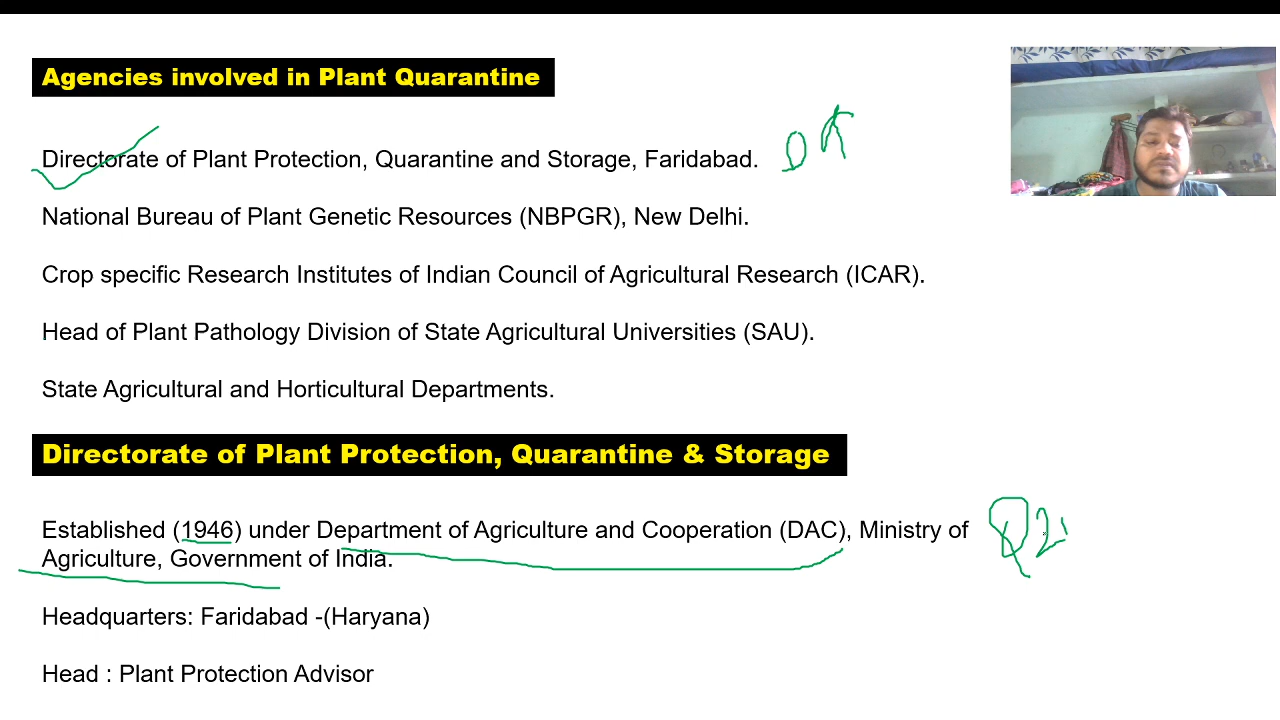 Agencies involved in Plant Quarantine
Directorate of Plant Protection, Quarantine and Storage, Faridabad.
National Bureau of Plant Genetic Resources (NBPGR), New Delhi.
Crop specific Research Institutes of Indian Council of Agricultural Research (ICAR).
Head of Plant Pathology Division of State Agricultural Universities (SAU).
State Agricultural and Horticultural Departments.
Directorate of Plant Protection, Quarantine & Storage
Established (1946) under Department of Agriculture and Cooperation (DAC), Ministry of
Agriculture, Government of India.
Headquarters: Faridabad -(Haryana)
Head : Plant Protection Advisor